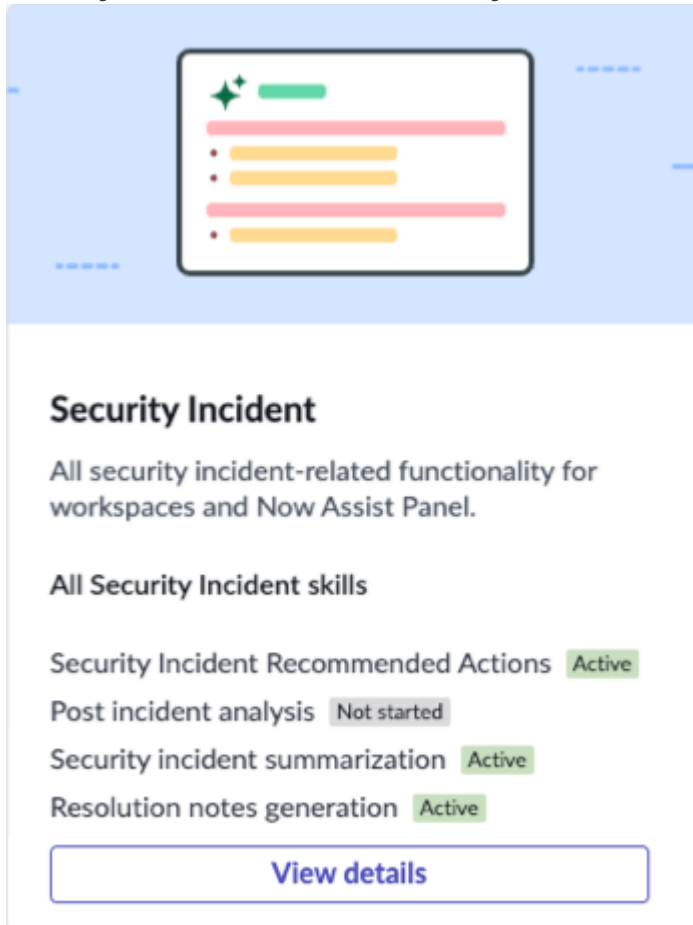 Security Incident
All security incident-related functionality for
workspaces and Now Assist Panel.
All Security Incident skills
Security Incident Recommended Actions Active
Post incident analysis Not started
Security incident summarization Active
Resolution notes generation Active
View details